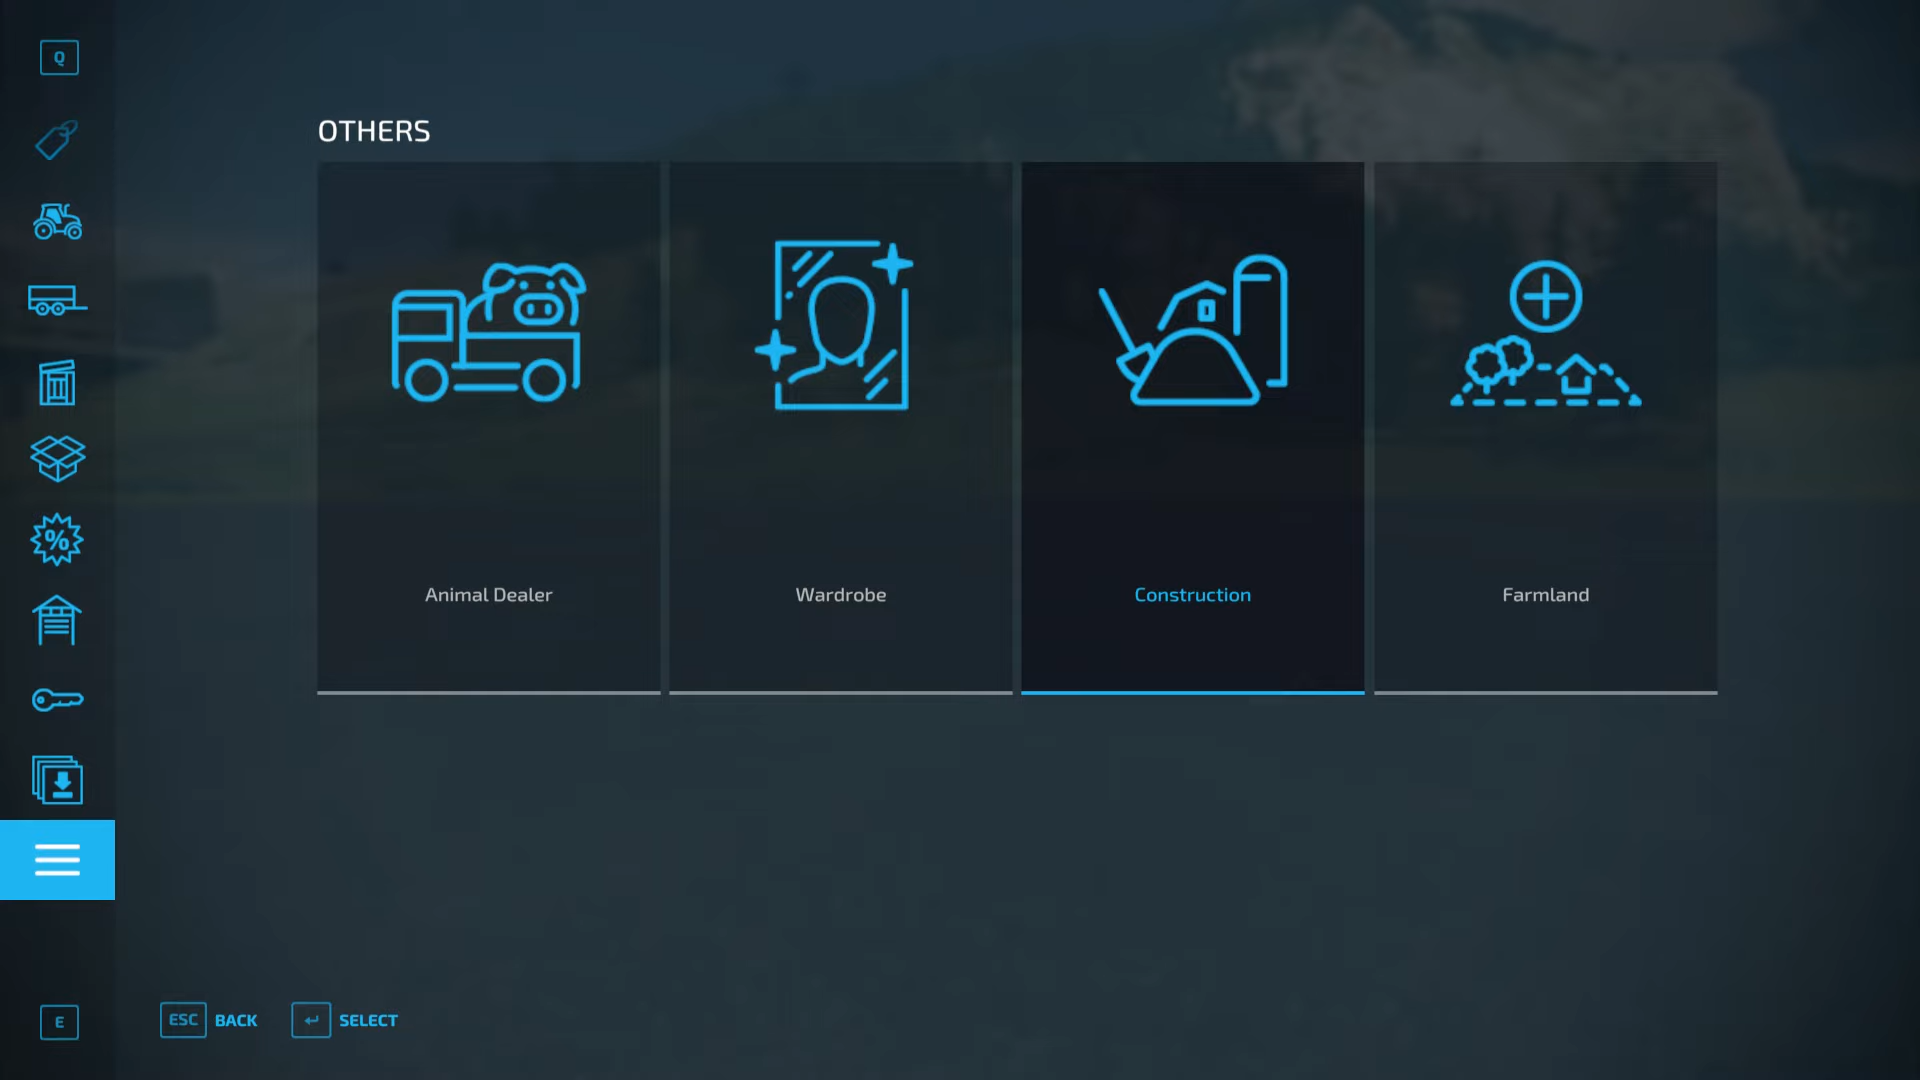 Q
OTHERS
Animal Dealer
Wardrobe
Construction
Farmland
%
E
ESC BACK
SELECT